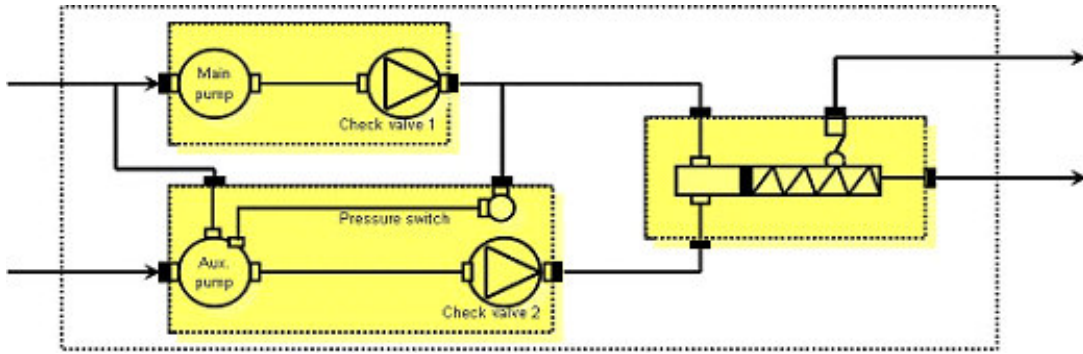 Main
pump
Check valve 1
Pressure switch
Aux.
pump
Check valve 2